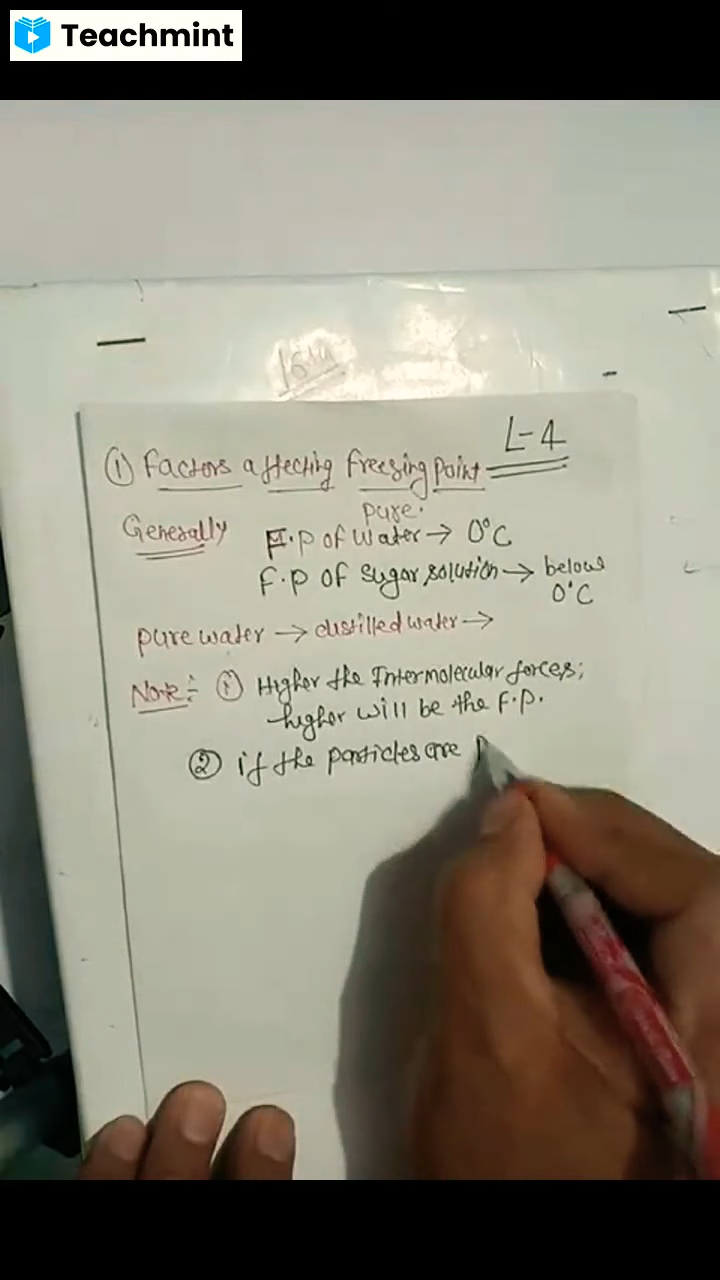 Teachmint
16th
L-4
① Factors affecting freezing point
pure.
Generally F.p of water → 0°C
F.p of sugar solution → below
0°C
pure water → distilled water →
Note:- ① Higher the Intermolecular forces;
higher will be the F.p.
② if the particles are